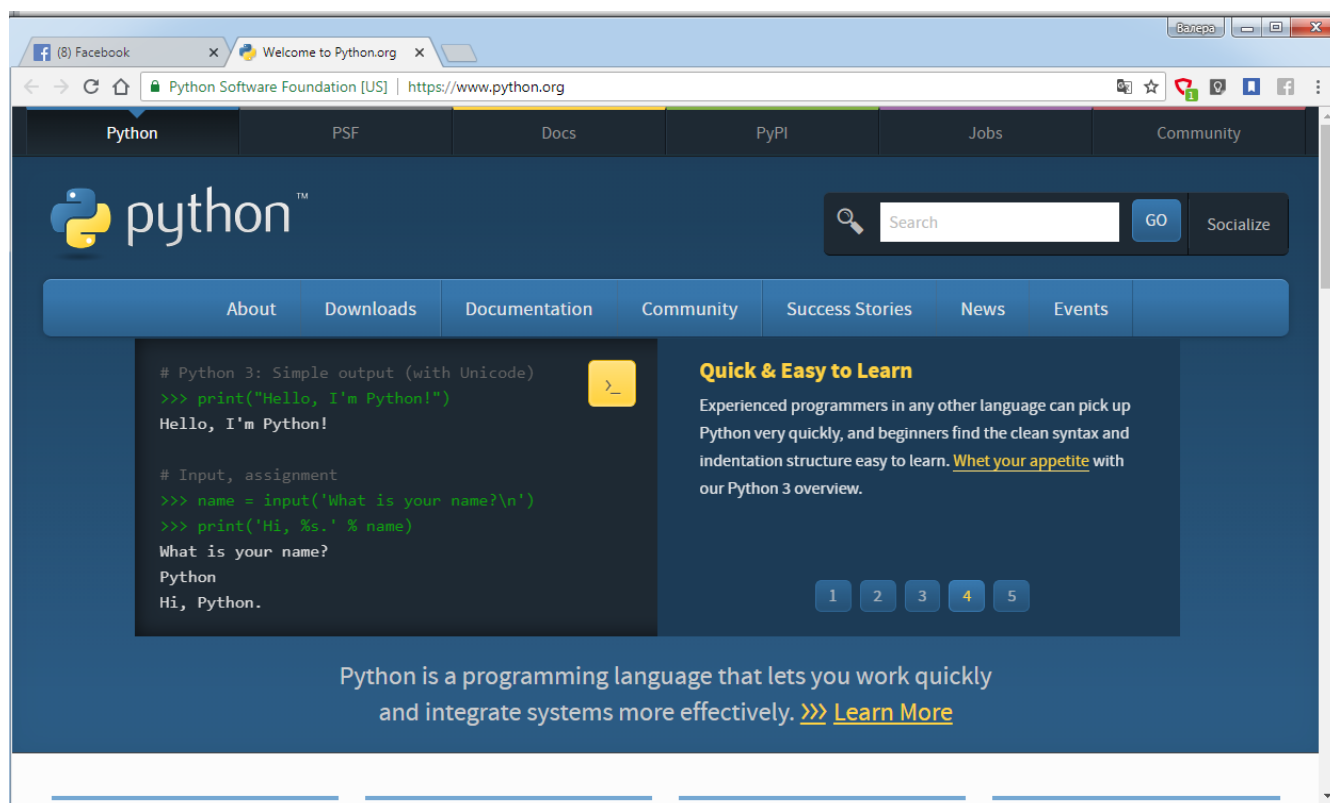 Валера
(8) Facebook
Welcome to Python.org
Python Software Foundation [US] | https://www.python.org
1
Python PSF Docs PyPI Jobs Community
python™
Search GO Socialize
About Downloads Documentation Community Success Stories News Events
# Python 3: Simple output (with Unicode)
>>> print("Hello, I'm Python!")
Hello, I'm Python!
# Input, assignment
>>> name = input('What is your name?\n')
>>> print('Hi, %s.' % name)
What is your name?
Python
Hi, Python.
>_
Quick & Easy to Learn
Experienced programmers in any other language can pick up
Python very quickly, and beginners find the clean syntax and
indentation structure easy to learn. Whet your appetite with
our Python 3 overview.
1 2 3 4 5
Python is a programming language that lets you work quickly
and integrate systems more effectively. >>> Learn More